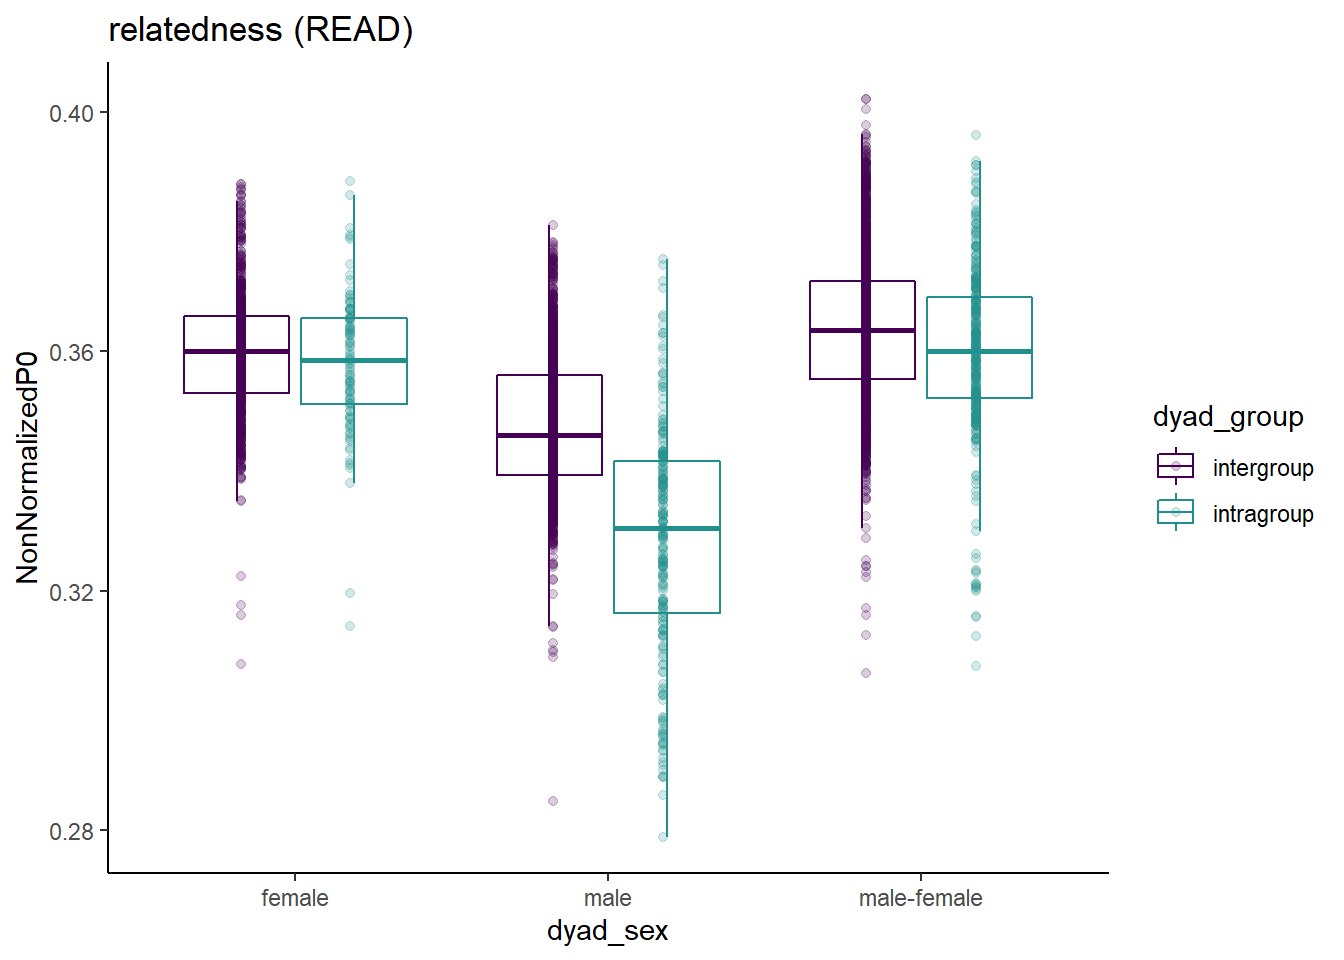 relatedness (READ)
NonNormalizedP0
0.40
0.36
0.32
0.28
female
male
male-female
dyad_sex
dyad_group
intergroup
intragroup